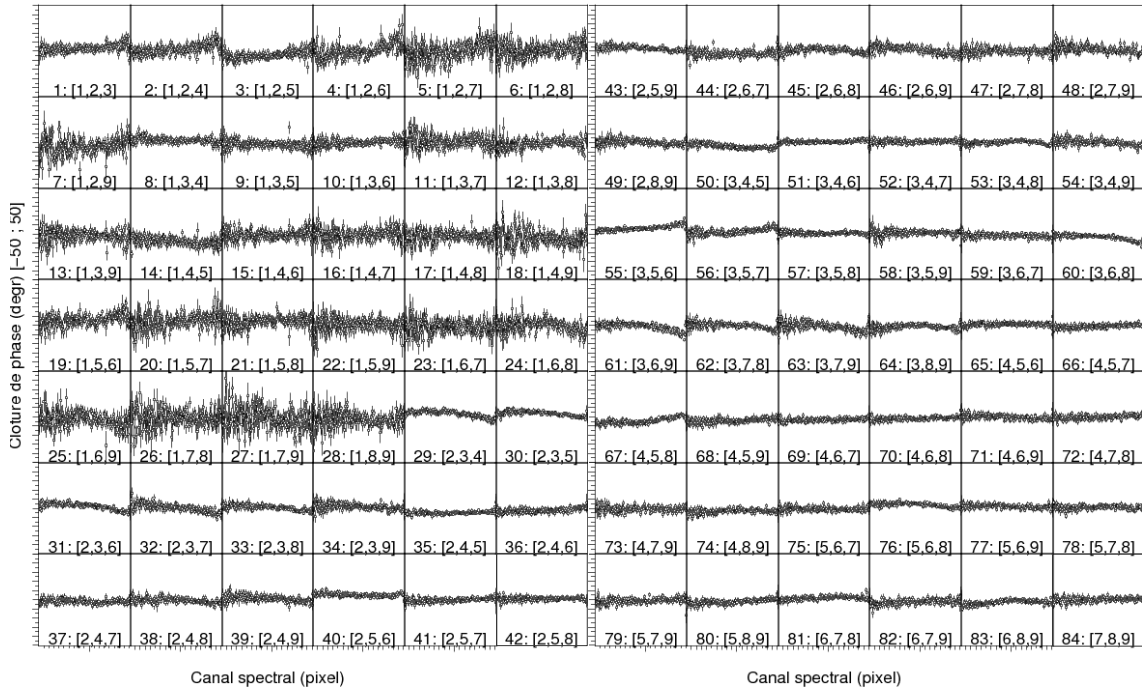 Cloture de phase (degr) [−50 ; 50]
1: [1,2,3] 2: [1,2,4] 3: [1,2,5] 4: [1,2,6] 5: [1,2,7] 6: [1,2,8] 43: [2,5,9] 44: [2,6,7] 45: [2,6,8] 46: [2,6,9] 47: [2,7,8] 48: [2,7,9]
7: [1,2,9] 8: [1,3,4] 9: [1,3,5] 10: [1,3,6] 11: [1,3,7] 12: [1,3,8] 49: [2,8,9] 50: [3,4,5] 51: [3,4,6] 52: [3,4,7] 53: [3,4,8] 54: [3,4,9]
13: [1,3,9] 14: [1,4,5] 15: [1,4,6] 16: [1,4,7] 17: [1,4,8] 18: [1,4,9] 55: [3,5,6] 56: [3,5,7] 57: [3,5,8] 58: [3,5,9] 59: [3,6,7] 60: [3,6,8]
19: [1,5,6] 20: [1,5,7] 21: [1,5,8] 22: [1,5,9] 23: [1,6,7] 24: [1,6,8] 61: [3,6,9] 62: [3,7,8] 63: [3,7,9] 64: [3,8,9] 65: [4,5,6] 66: [4,5,7]
25: [1,6,9] 26: [1,7,8] 27: [1,7,9] 28: [1,8,9] 29: [2,3,4] 30: [2,3,5] 67: [4,5,8] 68: [4,5,9] 69: [4,6,7] 70: [4,6,8] 71: [4,6,9] 72: [4,7,8]
31: [2,3,6] 32: [2,3,7] 33: [2,3,8] 34: [2,3,9] 35: [2,4,5] 36: [2,4,6] 73: [4,7,9] 74: [4,8,9] 75: [5,6,7] 76: [5,6,8] 77: [5,6,9] 78: [5,7,8]
37: [2,4,7] 38: [2,4,8] 39: [2,4,9] 40: [2,5,6] 41: [2,5,7] 42: [2,5,8] 79: [5,7,9] 80: [5,8,9] 81: [6,7,8] 82: [6,7,9] 83: [6,8,9] 84: [7,8,9]
Canal spectral (pixel) Canal spectral (pixel)